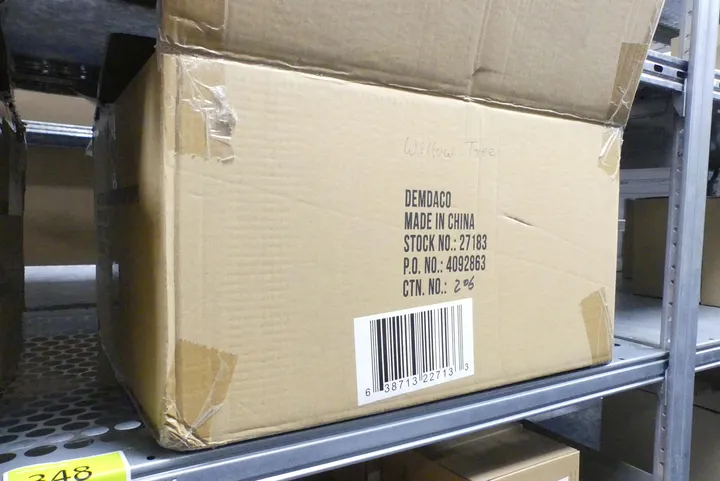 Willow Tree
DEMDACO
MADE IN CHINA
STOCK NO.: 27183
P.O. NO.: 4092863
CTN. NO.: 206
6 38713 22713 3
348